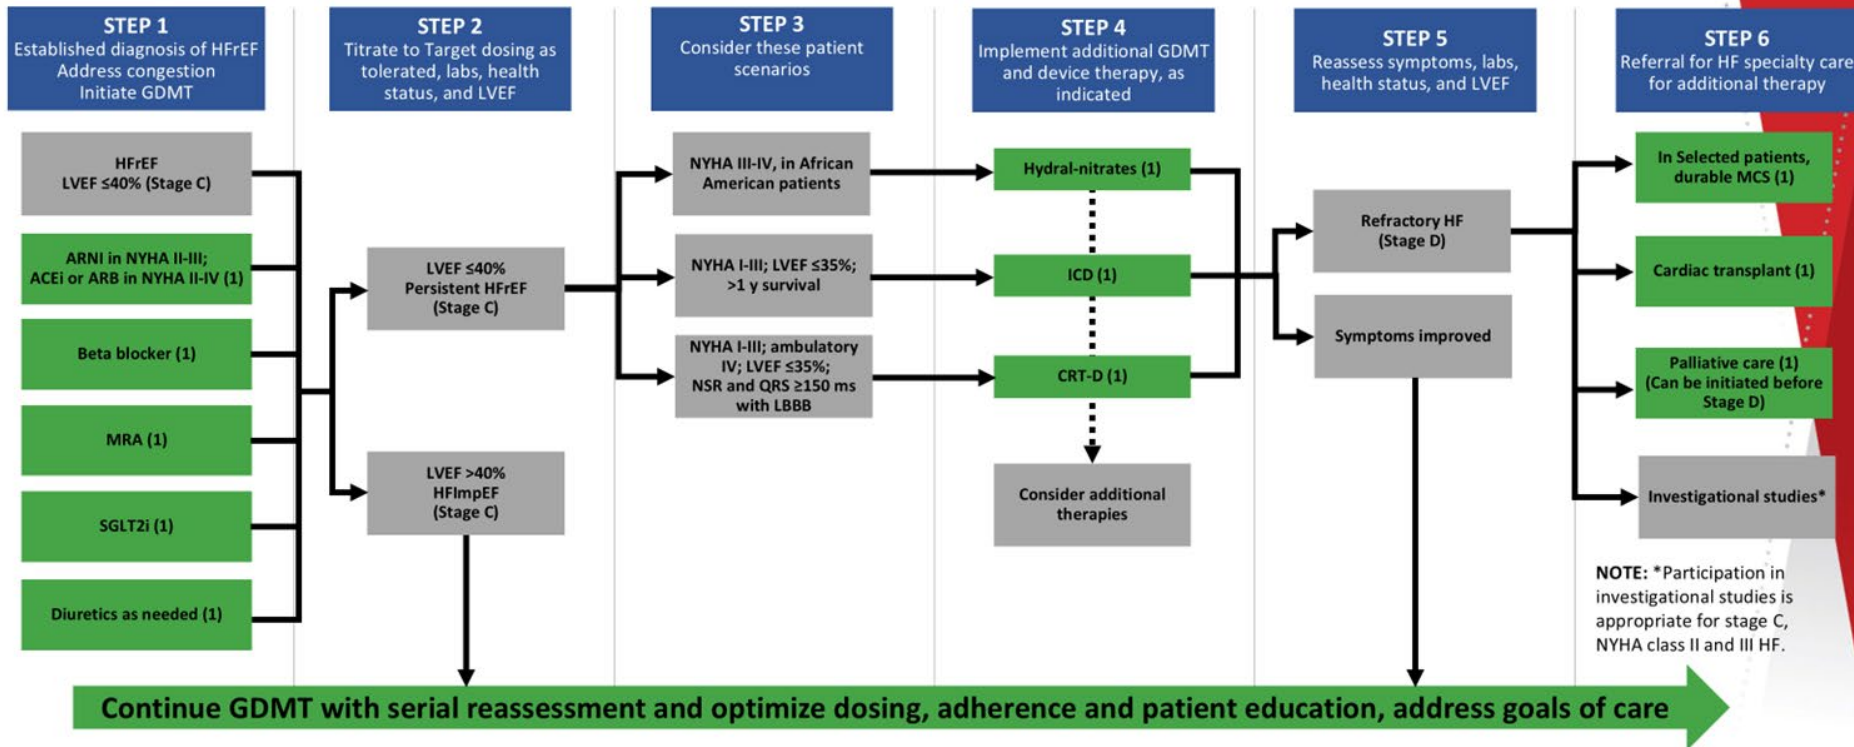 STEP 1
Established diagnosis of HFrEF
Address congestion
Initiate GDMT
STEP 2
Titrate to Target dosing as
tolerated, labs, health
status, and LVEF
STEP 3
Consider these patient
scenarios
STEP 4
Implement additional GDMT
and device therapy, as
indicated
STEP 5
Reassess symptoms, labs,
health status, and LVEF
STEP 6
Referral for HF specialty care
for additional therapy
HFrEF
LVEF ≤40% (Stage C)
ARNI in NYHA II-III;
ACEi or ARB in NYHA II-IV (1)
Beta blocker (1)
MRA (1)
SGLT2i (1)
Diuretics as needed (1)
LVEF ≤40%
Persistent HFrEF
(Stage C)
LVEF >40%
HFImpEF
(Stage C)
NYHA III-IV, in African
American patients
NYHA I-III; LVEF ≤35%;
>1 y survival
NYHA I-III; ambulatory
IV; LVEF ≤35%;
NSR and QRS ≥150 ms
with LBBB
Hydral-nitrates (1)
ICD (1)
CRT-D (1)
Consider additional
therapies
Refractory HF
(Stage D)
Symptoms improved
In Selected patients,
durable MCS (1)
Cardiac transplant (1)
Palliative care (1)
(Can be initiated before
Stage D)
Investigational studies*
NOTE: *Participation in
investigational studies is
appropriate for stage C,
NYHA class II and III HF.
Continue GDMT with serial reassessment and optimize dosing, adherence and patient education, address goals of care